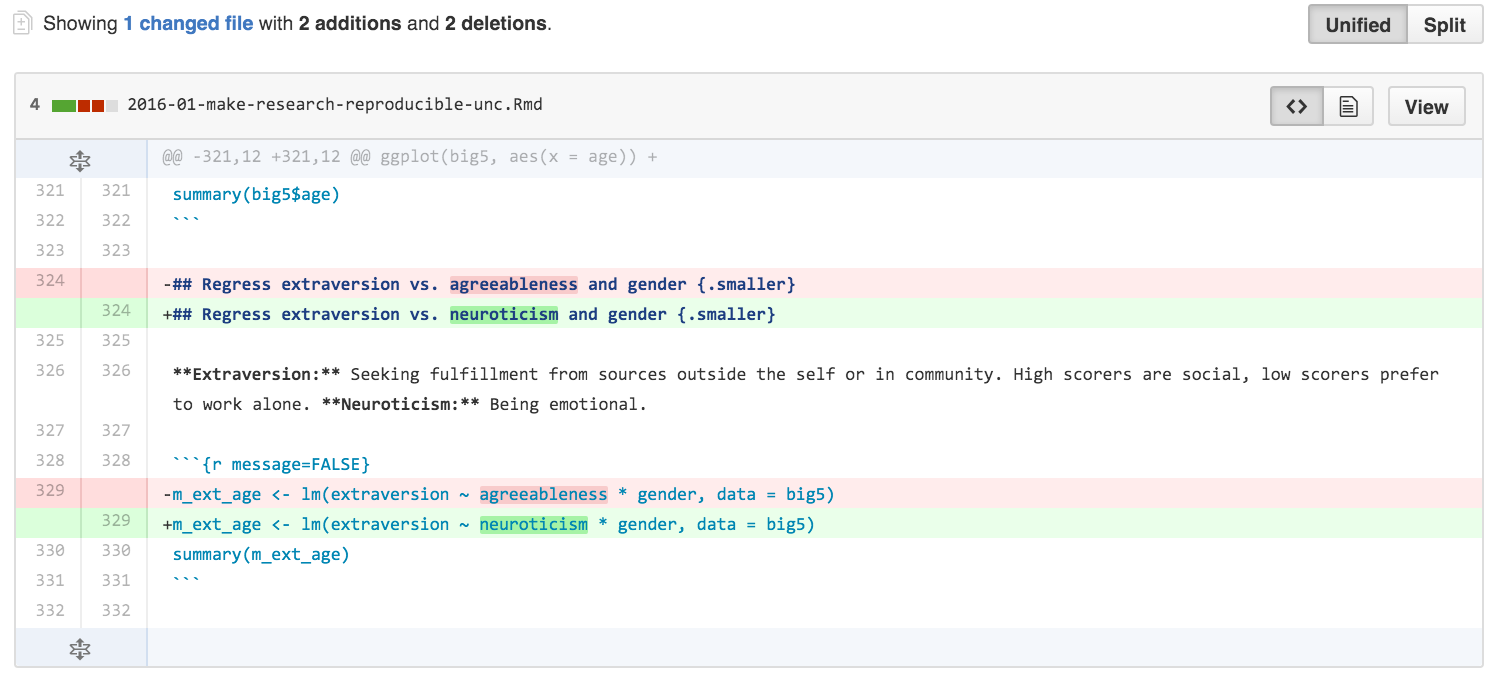 Showing 1 changed file with 2 additions and 2 deletions.
Unified Split
4 2016-01-make-research-reproducible-unc.Rmd
<> View
@@ -321,12 +321,12 @@ ggplot(big5, aes(x = age)) +
321 321 summary(big5$age)
322 322 ```
323 323
324 -## Regress extraversion vs. agreeableness and gender {.smaller}
324 +## Regress extraversion vs. neuroticism and gender {.smaller}
325 325
326 326 **Extraversion:** Seeking fulfillment from sources outside the self or in community. High scorers are social, low scorers prefer
to work alone. **Neuroticism:** Being emotional.
327 327
328 328 ```{r message=FALSE}
329 -m_ext_age <- lm(extraversion ~ agreeableness * gender, data = big5)
329 +m_ext_age <- lm(extraversion ~ neuroticism * gender, data = big5)
330 330 summary(m_ext_age)
331 331 ```
332 332